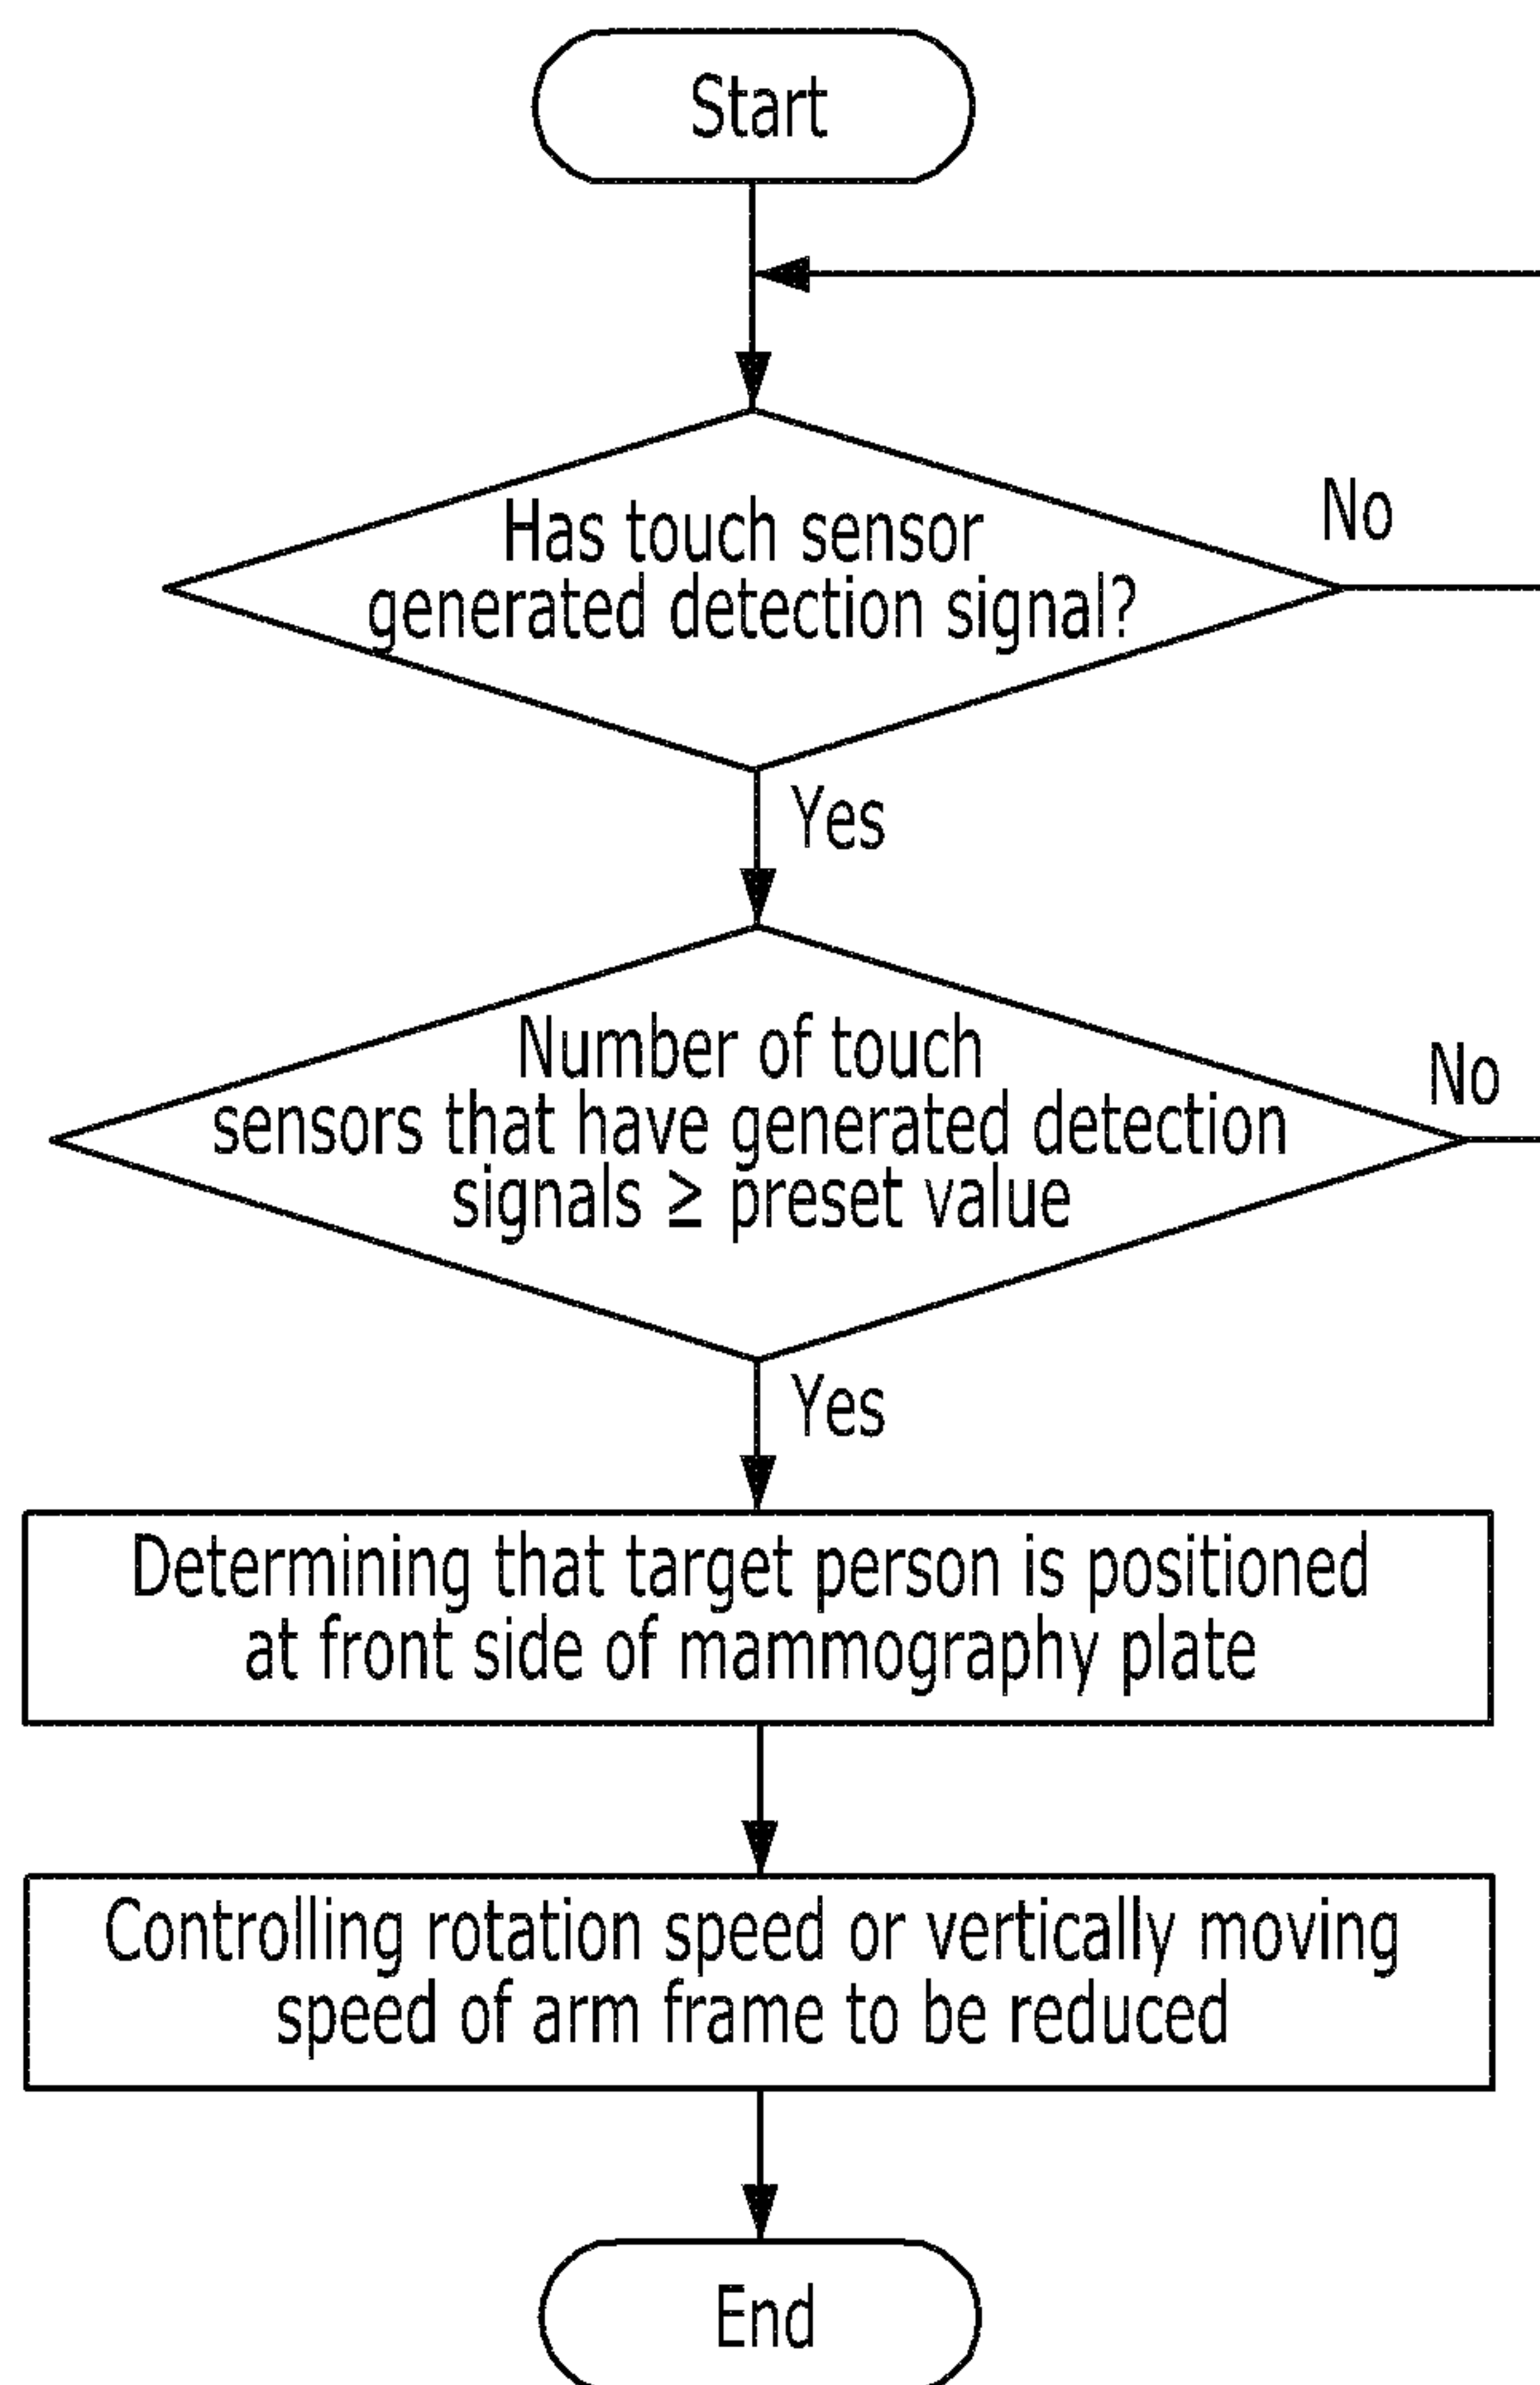 Start
Has touch sensor
generated detection signal?
No
Yes
Number of touch
sensors that have generated detection
signals ≥ preset value
No
Yes
Determining that target person is positioned
at front side of mammography plate
Controlling rotation speed or vertically moving
speed of arm frame to be reduced
End